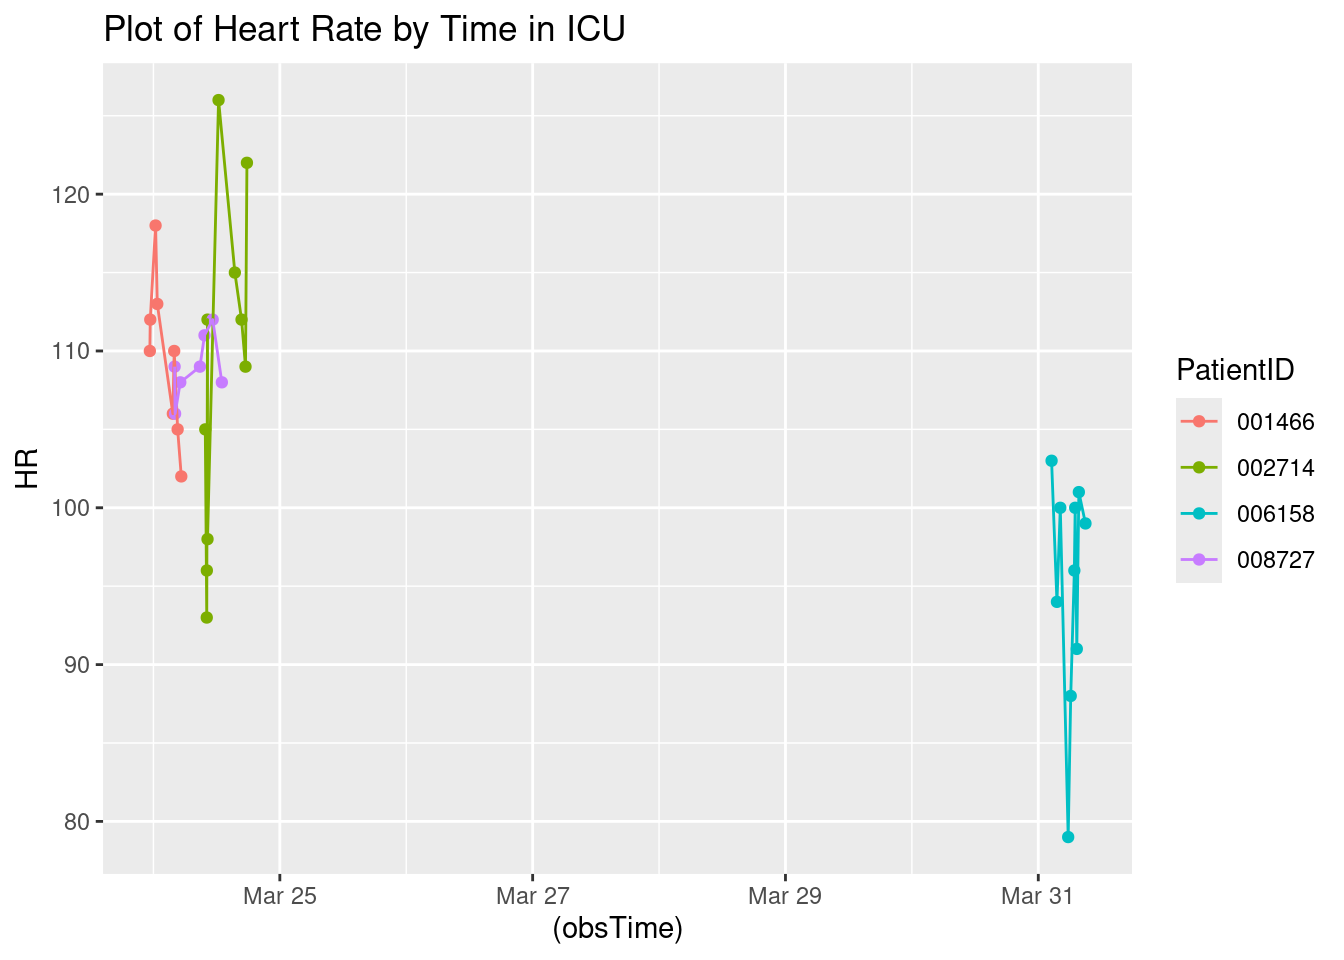 Plot of Heart Rate by Time in ICU
120
110
100
90
80
HR
Mar 25 Mar 27 Mar 29 Mar 31
(obsTime)
PatientID
001466
002714
006158
008727